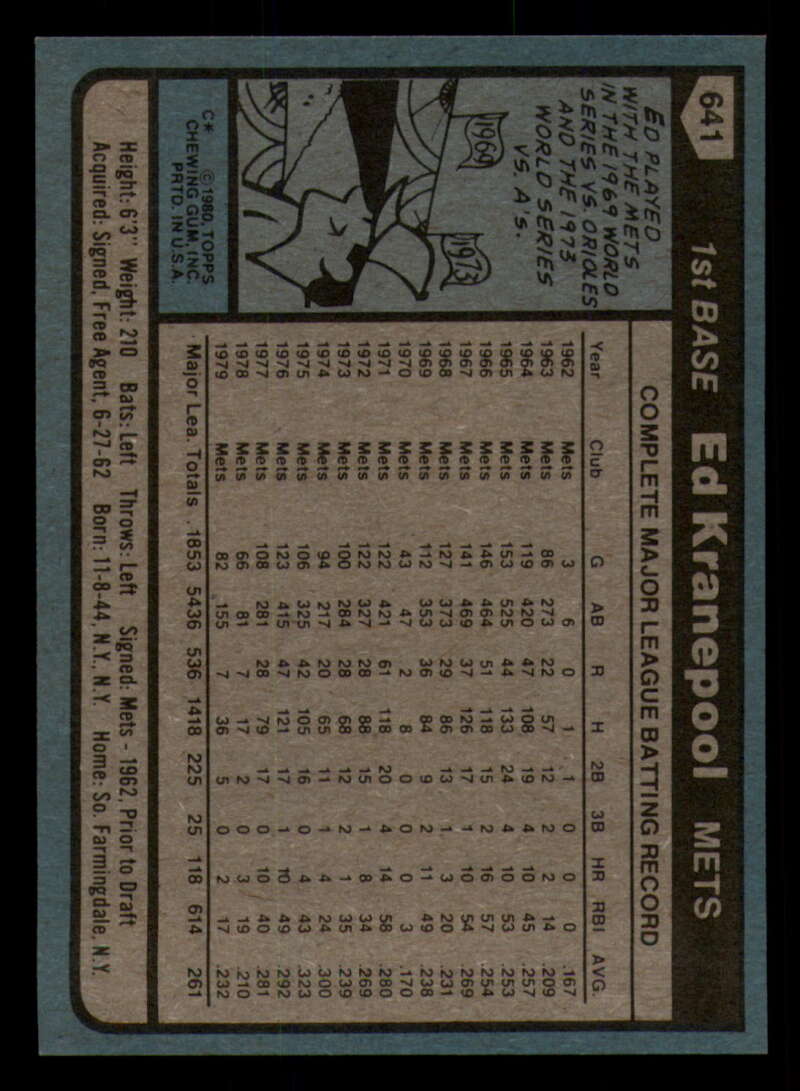 641 1st BASE Ed Kranepool METS
ED PLAYED
WITH THE METS
IN THE 1969 WORLD
SERIES VS. ORIOLES
AND THE 1973
WORLD SERIES
VS. A'S.
1969
1973
C* © 1980, TOPPS
CHEWING GUM, INC.
PRTD. IN U.S.A.
COMPLETE MAJOR LEAGUE BATTING RECORD
Year Club G AB R H 2B 3B HR RBI AVG.
1962 Mets 3 6 0 1 1 0 0 0 .167
1963 Mets 86 273 22 57 12 2 2 14 .209
1964 Mets 119 420 47 108 19 4 10 45 .257
1965 Mets 153 525 44 133 24 4 10 53 .253
1966 Mets 146 464 51 118 15 2 16 57 .254
1967 Mets 141 469 37 126 17 1 10 54 .269
1968 Mets 127 373 29 86 13 1 3 20 .231
1969 Mets 112 353 36 84 9 2 11 49 .238
1970 Mets 43 47 2 8 0 0 0 3 .170
1971 Mets 122 421 61 118 20 4 14 58 .280
1972 Mets 122 327 28 88 15 1 8 34 .269
1973 Mets 100 284 28 68 12 2 1 35 .239
1974 Mets 94 217 20 65 11 1 4 24 .300
1975 Mets 106 325 42 105 16 0 4 43 .323
1976 Mets 123 415 47 121 17 1 10 49 .292
1977 Mets 108 281 28 79 17 0 10 40 .281
1978 Mets 66 81 7 17 2 0 3 19 .210
1979 Mets 82 155 7 36 5 0 2 17 .232
Major Lea. Totals . 1853 5436 536 1418 225 25 118 614 .261
Height: 6'3" Weight: 210 Bats: Left Throws: Left Signed: Mets - 1962, Prior to Draft
Acquired: Signed, Free Agent, 6-27-62 Born: 11-8-44, N.Y., N.Y. Home: So. Farmingdale, N.Y.